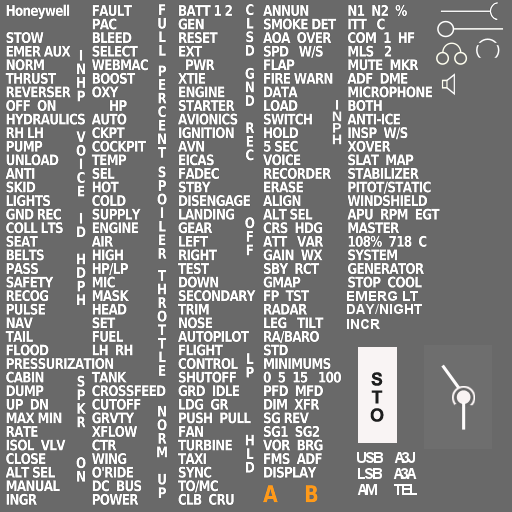 Honeywell
STOW
EMER AUX
NORM
THRUST
REVERSER
OFF ON
HYDRAULICS
RH LH
PUMP
UNLOAD
ANTI
SKID
LIGHTS
GND REC
COLL LTS
SEAT
BELTS
PASS
SAFETY
RECOG
PULSE
NAV
TAIL
FLOOD
PRESSURIZATION
CABIN
DUMP
UP DN
MAX MIN
RATE
ISOL VLV
CLOSE
ALT SEL
MANUAL
INGR
INHP
VOICE
ID
HDPH
SPKR
ON
FAULT
PAC
BLEED
SELECT
WEBMAC
BOOST
OXY
HP
AUTO
CKPT
COCKPIT
TEMP
SEL
HOT
COLD
SUPPLY
ENGINE
AIR
HIGH
HP/LP
MIC
MASK
HEAD
SET
FUEL
LH RH
TANK
CROSSFEED
CUTOFF
GRVTY
XFLOW
CTR
WING
O'RIDE
DC BUS
POWER
FULL
PERCENT
SPOILER
THROTTLE
NORM
UP
BATT 1 2
GEN
RESET
EXT
PWR
XTIE
ENGINE
STARTER
AVIONICS
IGNITION
AVN
EICAS
FADEC
STBY
DISENGAGE
LANDING
GEAR
LEFT
RIGHT
TEST
DOWN
SECONDARY
TRIM
NOSE
AUTOPILOT
FLIGHT
CONTROL
SHUTOFF
GRD IDLE
LDG GR
PUSH PULL
FAN
TURBINE
TAXI
SYNC
TO/MC
CLB CRU
CLSD
GND
REC
OFF
LP
HLD
ANNUN
SMOKE DET
AOA OVER
SPD W/S
FLAP
FIRE WARN
DATA
LOAD
SWITCH
HOLD
5 SEC
VOICE
RECORDER
ERASE
ALIGN
ALT SEL
CRS HDG
ATT VAR
GAIN WX
SBY RCT
GMAP
FP TST
RADAR
LEG TILT
RA/BARO
STD
MINIMUMS
0 5 15 100
PFD MFD
DIM XFR
SG REV
SG1 SG2
VOR BRG
FMS ADF
DISPLAY
A B
INPH
N1 N2 %
ITT C
COM 1 HF
MLS 2
MUTE MKR
ADF DME
MICROPHONE
BOTH
ANTI-ICE
INSP W/S
XOVER
SLAT MAP
STABILIZER
PITOT/STATIC
WINDSHIELD
APU RPM EGT
MASTER
108% 718 C
SYSTEM
GENERATOR
STOP COOL
EMERG LT
DAY/NIGHT
INCR
STO
USB A3J
LSB A3A
AM TEL